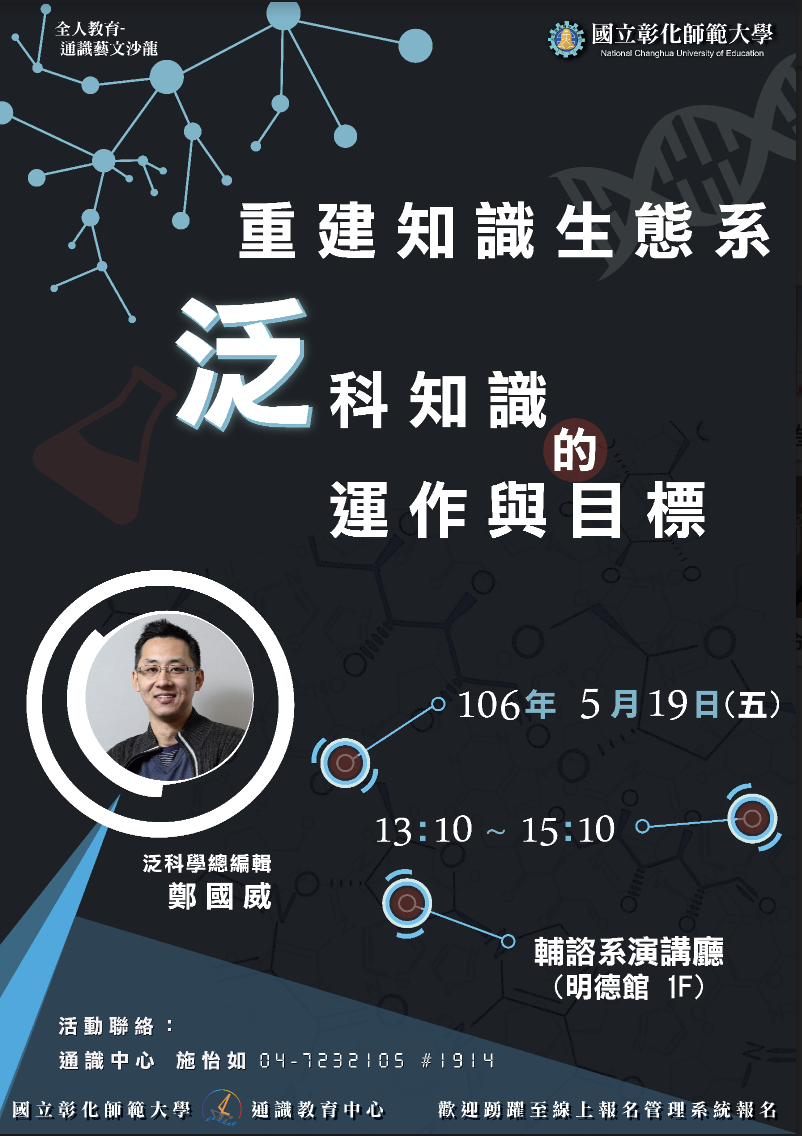 全人教育-
通識藝文沙龍
國立彰化師範大學
National Changhua University of Education
重建知識生態系
泛科知識
的
運作與目標
106年 5月19日(五)
13:10 ~ 15:10
泛科學總編輯
鄭國威
輔諮系演講廳
(明德館 1F)
活動聯絡：
通識中心 施怡如 04-7232105 #1914
國立彰化師範大學 通識教育中心 歡迎踴躍至線上報名管理系統報名